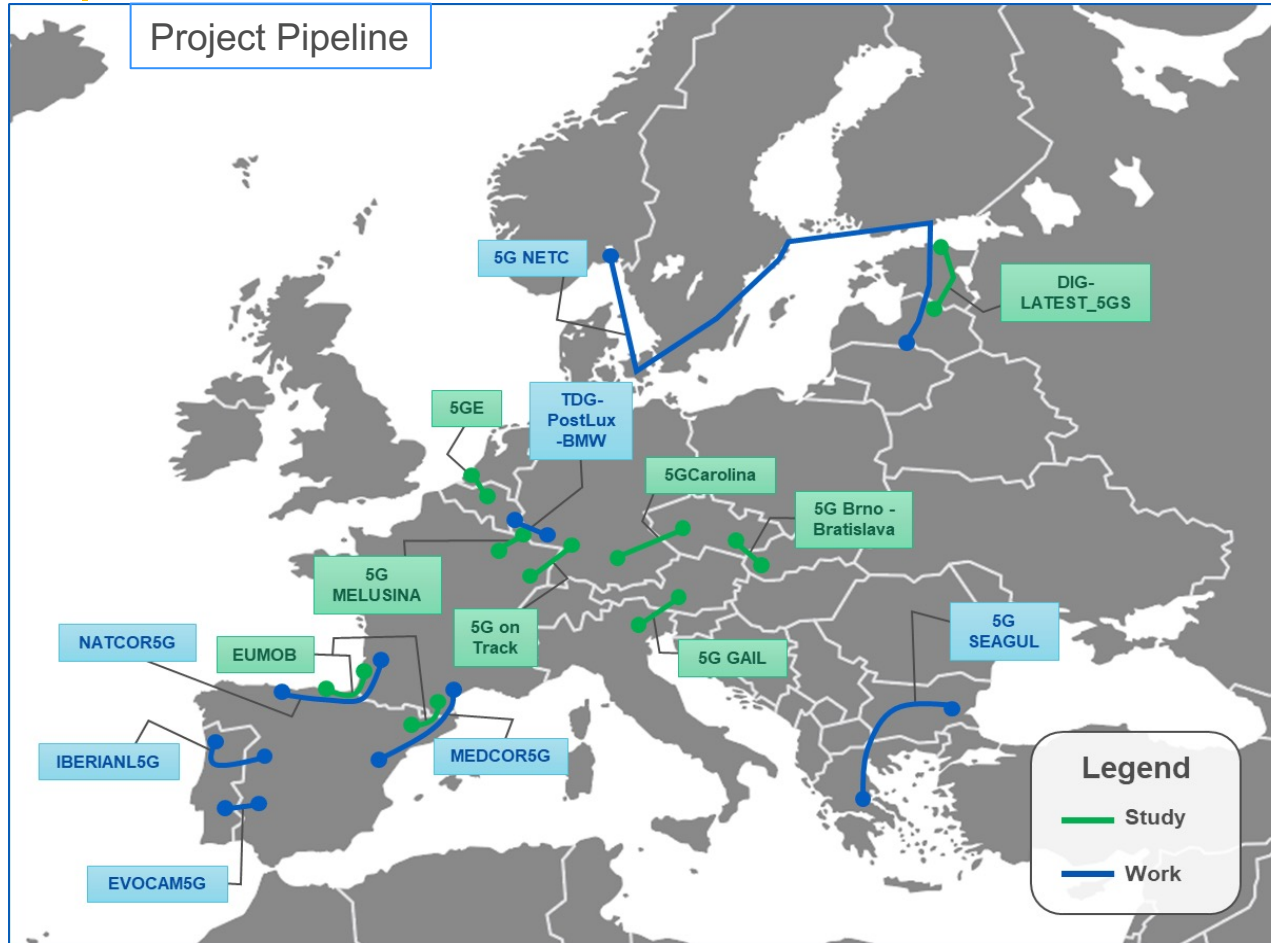 Project Pipeline
5G NETC
DIG-
LATEST_5GS
5GE
TDG-
PostLux
-BMW
5GCarolina
5G Brno -
Bratislava
5G
MELUSINA
5G on
Track
5G GAIL
5G
SEAGUL
NATCOR5G
EUMOB
IBERIANL5G
MEDCOR5G
EVOCAM5G
Legend
Study
Work